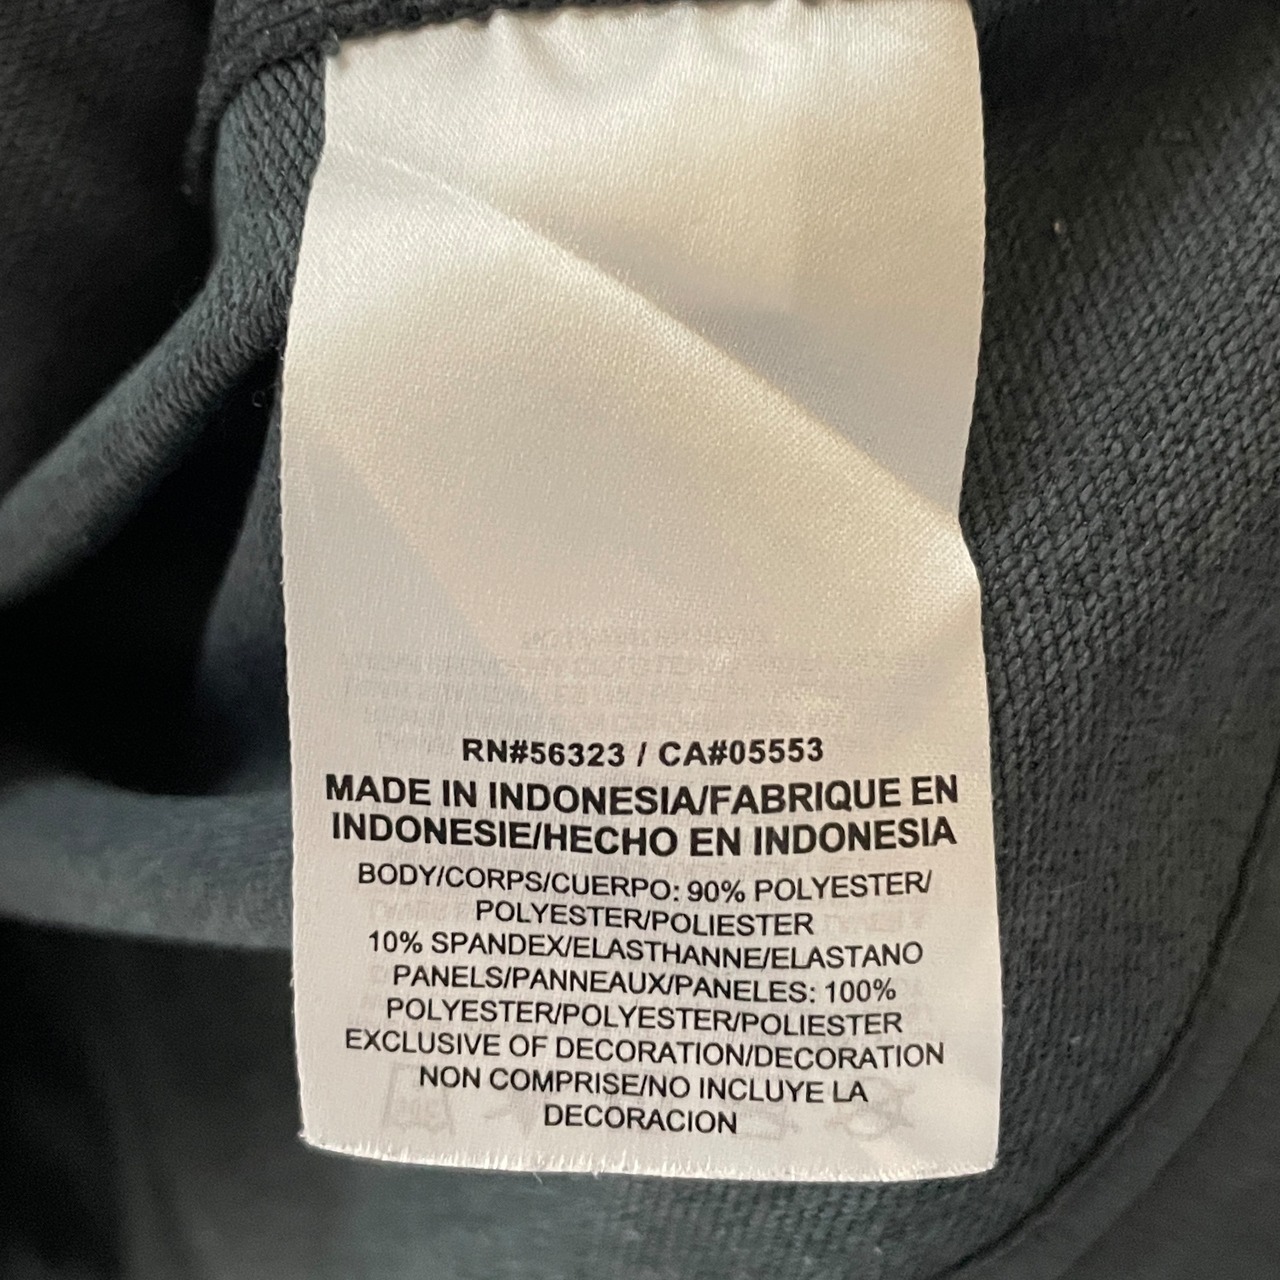 RN#56323 / CA#05553
MADE IN INDONESIA/FABRIQUE EN
INDONESIE/HECHO EN INDONESIA
BODY/CORPS/CUERPO: 90% POLYESTER/
POLYESTER/POLIESTER
10% SPANDEX/ELASTHANNE/ELASTANO
PANELS/PANNEAUX/PANELES: 100%
POLYESTER/POLYESTER/POLIESTER
EXCLUSIVE OF DECORATION/DECORATION
NON COMPRISE/NO INCLUYE LA
DECORACION